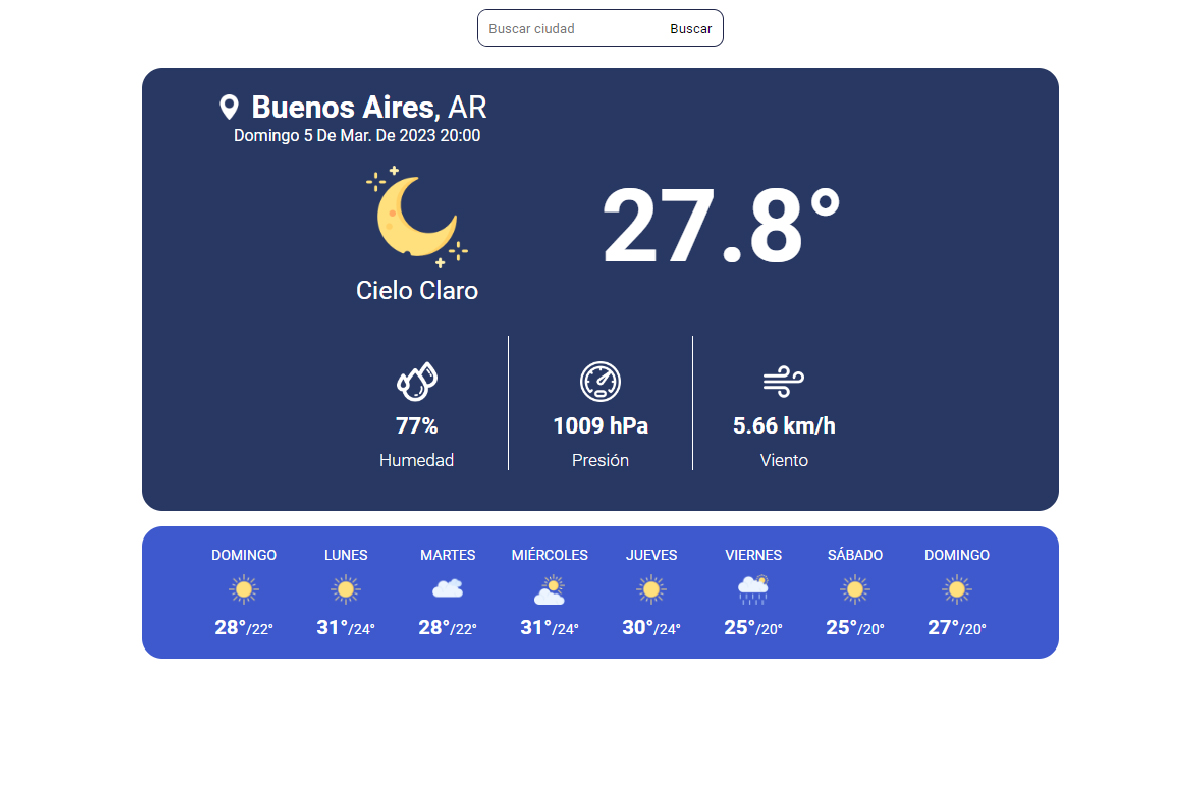 Buscar ciudad Buscar
Buenos Aires, AR
Domingo 5 De Mar. De 2023 20:00
27.8°
Cielo Claro
77% 1009 hPa 5.66 km/h
Humedad Presión Viento
DOMINGO LUNES MARTES MIÉRCOLES JUEVES VIERNES SÁBADO DOMINGO
28°/22° 31°/24° 28°/22° 31°/24° 30°/24° 25°/20° 25°/20° 27°/20°